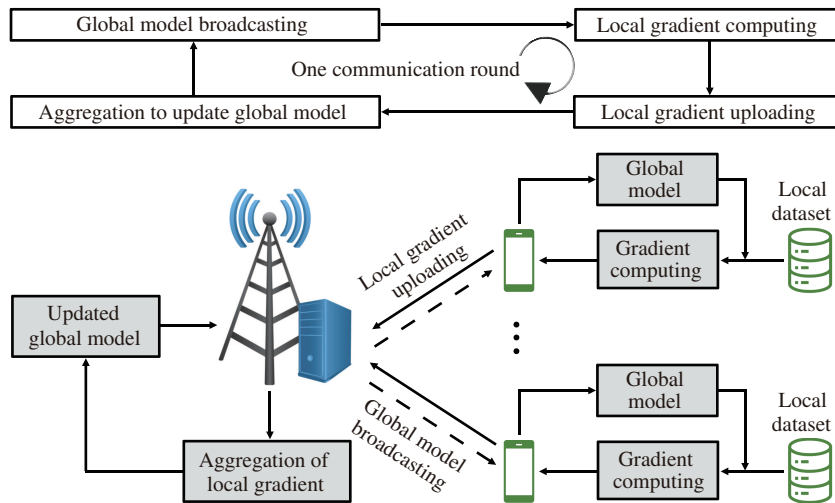 Global model broadcasting
Local gradient computing
One communication round
Aggregation to update global model
Local gradient uploading
Global
model
Local
dataset
Gradient
computing
Local gradient
uploading
Updated
global model
Global model
broadcasting
Aggregation of
local gradient
Global
model
Local
dataset
Gradient
computing